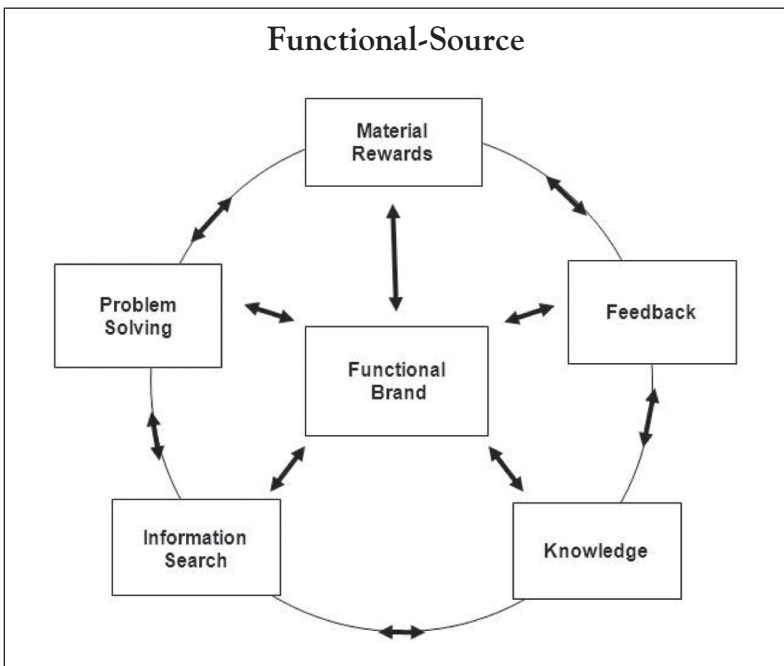 Functional-Source
Material
Rewards
Problem
Solving
Feedback
Functional
Brand
Information
Search
Knowledge